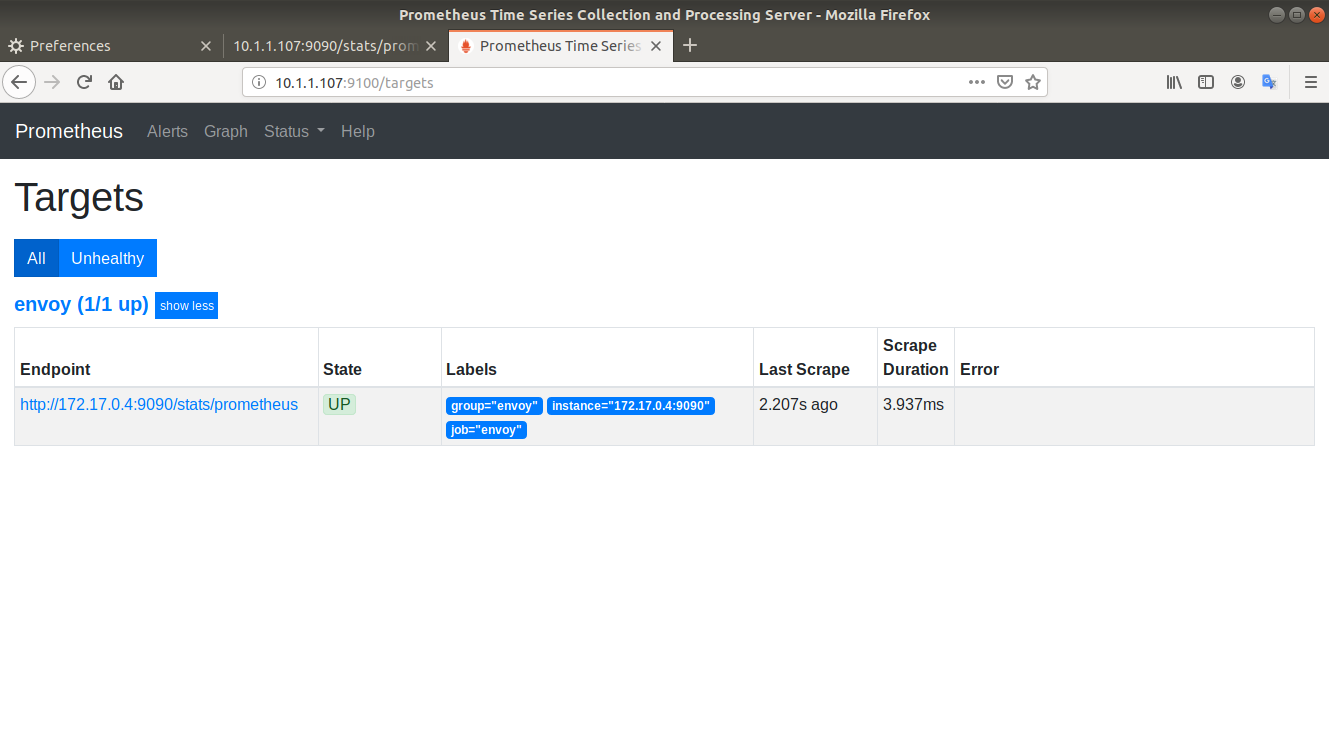 Prometheus Time Series Collection and Processing Server - Mozilla Firefox
Preferences 10.1.1.107:9090/stats/prom Prometheus Time Series
10.1.1.107:9100/targets
Prometheus Alerts Graph Status Help
Targets
All Unhealthy
envoy (1/1 up) show less
Endpoint State Labels Last Scrape Scrape Duration Error
http://172.17.0.4:9090/stats/prometheus UP group="envoy" instance="172.17.0.4:9090" 2.207s ago 3.937ms
job="envoy"